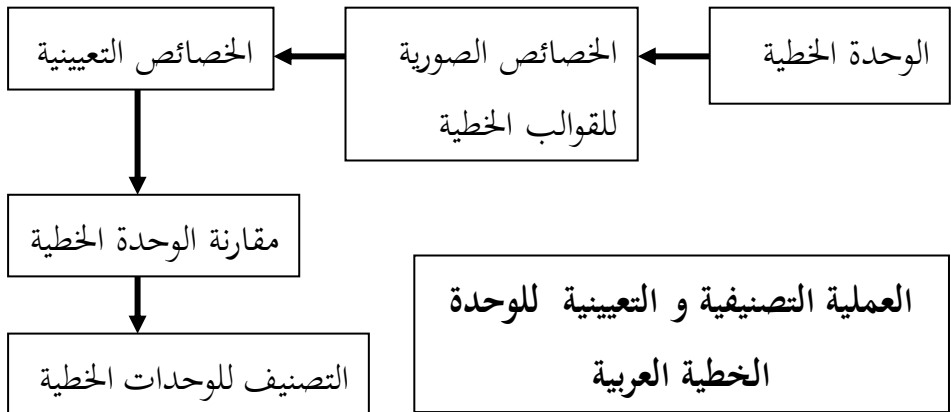 الوحدة الخطية
الخصائص الصورية
للقوالب الخطية
الخصائص التعيينية
مقارنة الوحدة الخطية
التصنيف للوحدات الخطية
العملية التصنيفية و التعيينية للوحدة
الخطية العربية